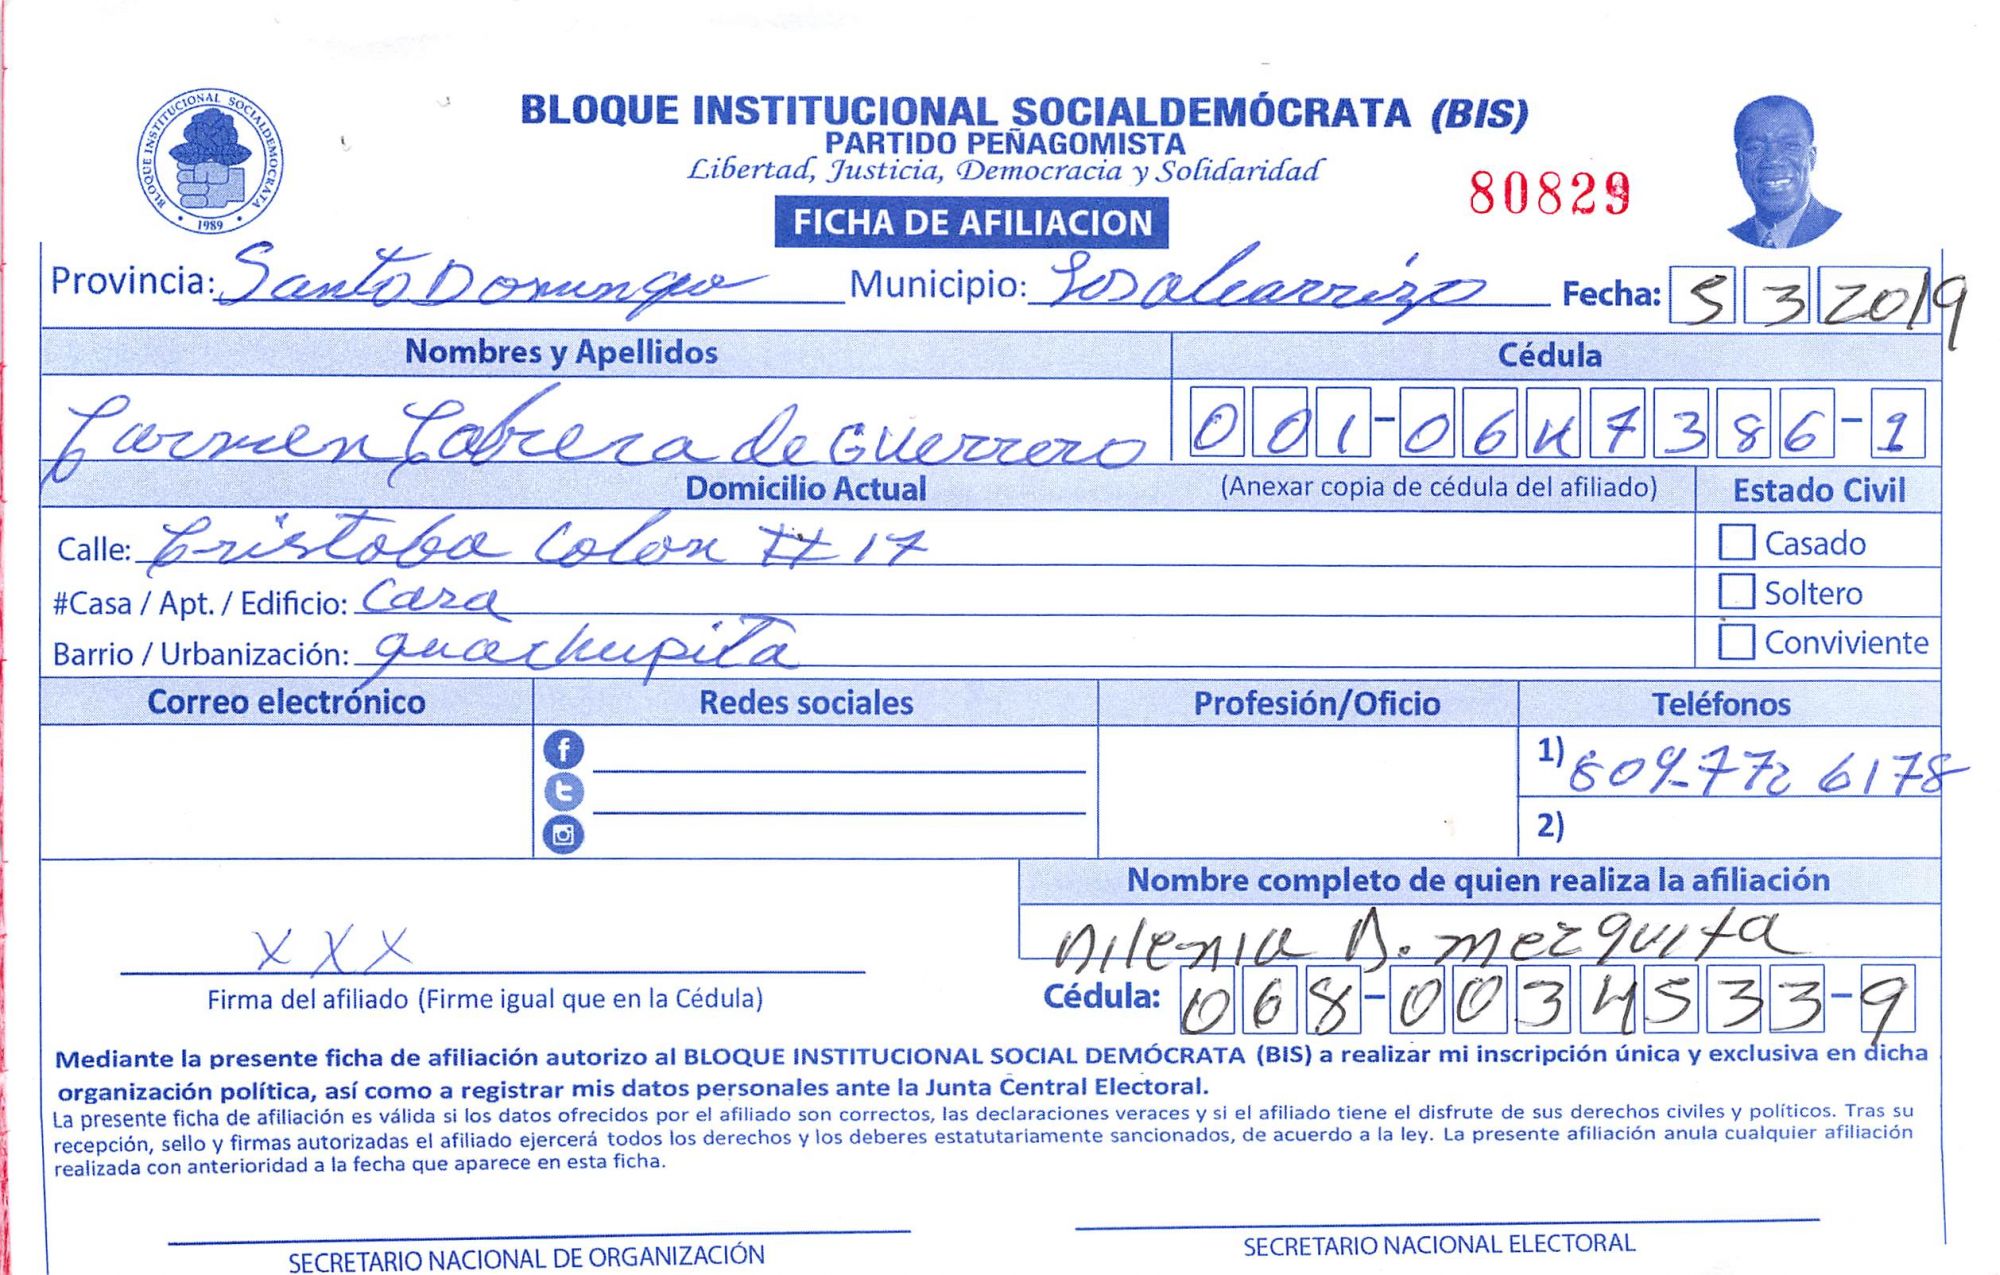 BLOQUE INSTITUCIONAL SOCIALDEMÓCRATA (BIS)
PARTIDO PEÑAGOMISTA
Libertad, Justicia, Democracia y Solidaridad
BLOQUE INSTITUCIONAL SOCIALDEMOCRATA
1989
80829
FICHA DE AFILIACION
Provincia: Santo Domingo Municipio: Los alcarrizo Fecha: 5 3 2019
Nombres y Apellidos Cédula
Carmen Cabrera de Guerrero 001-0647386-1
Domicilio Actual (Anexar copia de cédula del afiliado) Estado Civil
Calle: Cristoba Colon #17 Casado
#Casa / Apt. / Edificio: Casa Soltero
Barrio / Urbanización: guachupita Conviviente
Correo electrónico Redes sociales Profesión/Oficio Teléfonos
1) 809-772 6178
2)
Nombre completo de quien realiza la afiliación
Dilenia D. mezquita
XXX
Firma del afiliado (Firme igual que en la Cédula) Cédula: 068-0034533-9
Mediante la presente ficha de afiliación autorizo al BLOQUE INSTITUCIONAL SOCIAL DEMÓCRATA (BIS) a realizar mi inscripción única y exclusiva en dicha
organización política, así como a registrar mis datos personales ante la Junta Central Electoral.
La presente ficha de afiliación es válida si los datos ofrecidos por el afiliado son correctos, las declaraciones veraces y si el afiliado tiene el disfrute de sus derechos civiles y políticos. Tras su
recepción, sello y firmas autorizadas el afiliado ejercerá todos los derechos y los deberes estatutariamente sancionados, de acuerdo a la ley. La presente afiliación anula cualquier afiliación
realizada con anterioridad a la fecha que aparece en esta ficha.
SECRETARIO NACIONAL DE ORGANIZACIÓN SECRETARIO NACIONAL ELECTORAL